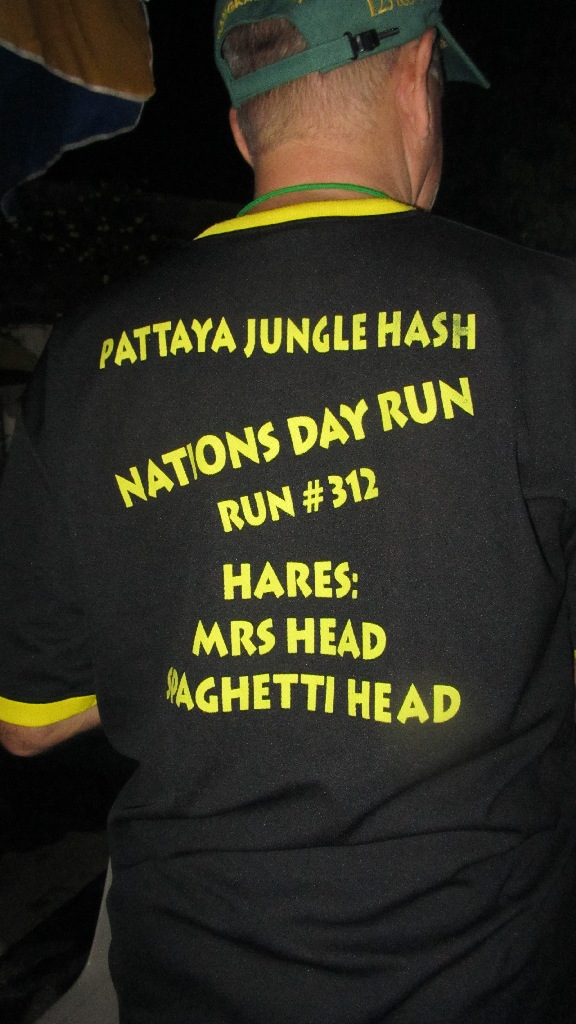 PATTAYA JUNGLE HASH
NATIONS DAY RUN
RUN #312
HARES:
MRS HEAD
SPAGHETTI HEAD